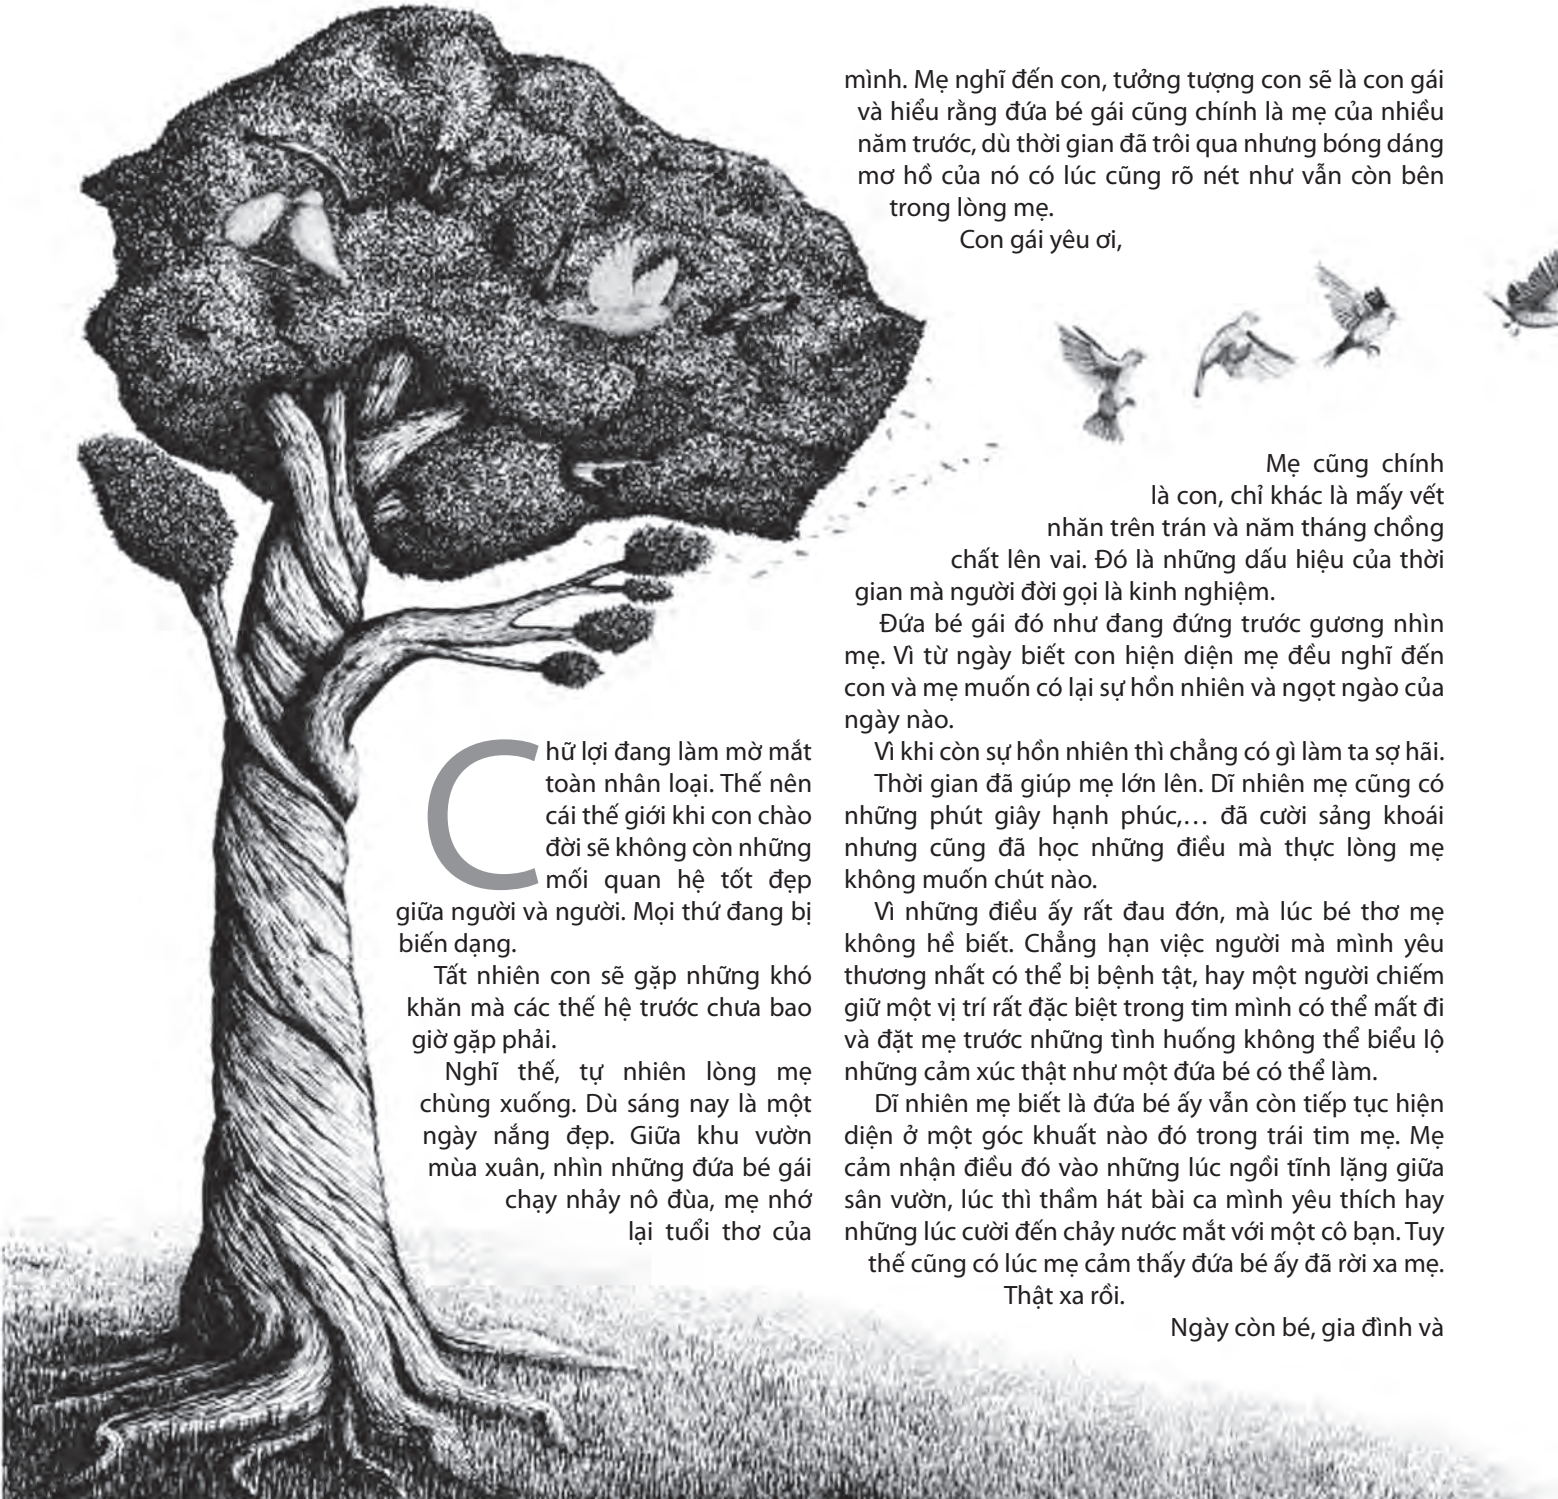 Chữ lợi đang làm mờ mắt
toàn nhân loại. Thế nên
cái thế giới khi con chào
đời sẽ không còn những
mối quan hệ tốt đẹp
giữa người và người. Mọi thứ đang bị
biến dạng.
Tất nhiên con sẽ gặp những khó
khăn mà các thế hệ trước chưa bao
giờ gặp phải.
Nghĩ thế, tự nhiên lòng mẹ
chùng xuống. Dù sáng nay là một
ngày nắng đẹp. Giữa khu vườn
mùa xuân, nhìn những đứa bé gái
chạy nhảy nô đùa, mẹ nhớ
lại tuổi thơ của
mình. Mẹ nghĩ đến con, tưởng tượng con sẽ là con gái
và hiểu rằng đứa bé gái cũng chính là mẹ của nhiều
năm trước, dù thời gian đã trôi qua nhưng bóng dáng
mơ hồ của nó có lúc cũng rõ nét như vẫn còn bên
trong lòng mẹ.
Con gái yêu ơi,
Mẹ cũng chính
là con, chỉ khác là mấy vết
nhăn trên trán và năm tháng chồng
chất lên vai. Đó là những dấu hiệu của thời
gian mà người đời gọi là kinh nghiệm.
Đứa bé gái đó như đang đứng trước gương nhìn
mẹ. Vì từ ngày biết con hiện diện mẹ đều nghĩ đến
con và mẹ muốn có lại sự hồn nhiên và ngọt ngào của
ngày nào.
Vì khi còn sự hồn nhiên thì chẳng có gì làm ta sợ hãi.
Thời gian đã giúp mẹ lớn lên. Dĩ nhiên mẹ cũng có
những phút giây hạnh phúc,… đã cười sảng khoái
nhưng cũng đã học những điều mà thực lòng mẹ
không muốn chút nào.
Vì những điều ấy rất đau đớn, mà lúc bé thơ mẹ
không hề biết. Chẳng hạn việc người mà mình yêu
thương nhất có thể bị bệnh tật, hay một người chiếm
giữ một vị trí rất đặc biệt trong tim mình có thể mất đi
và đặt mẹ trước những tình huống không thể biểu lộ
những cảm xúc thật như một đứa bé có thể làm.
Dĩ nhiên mẹ biết là đứa bé ấy vẫn còn tiếp tục hiện
diện ở một góc khuất nào đó trong trái tim mẹ. Mẹ
cảm nhận điều đó vào những lúc ngồi tĩnh lặng giữa
sân vườn, lúc thì thầm hát bài ca mình yêu thích hay
những lúc cười đến chảy nước mắt với một cô bạn. Tuy
thế cũng có lúc mẹ cảm thấy đứa bé ấy đã rời xa mẹ.
Thật xa rồi.
Ngày còn bé, gia đình và